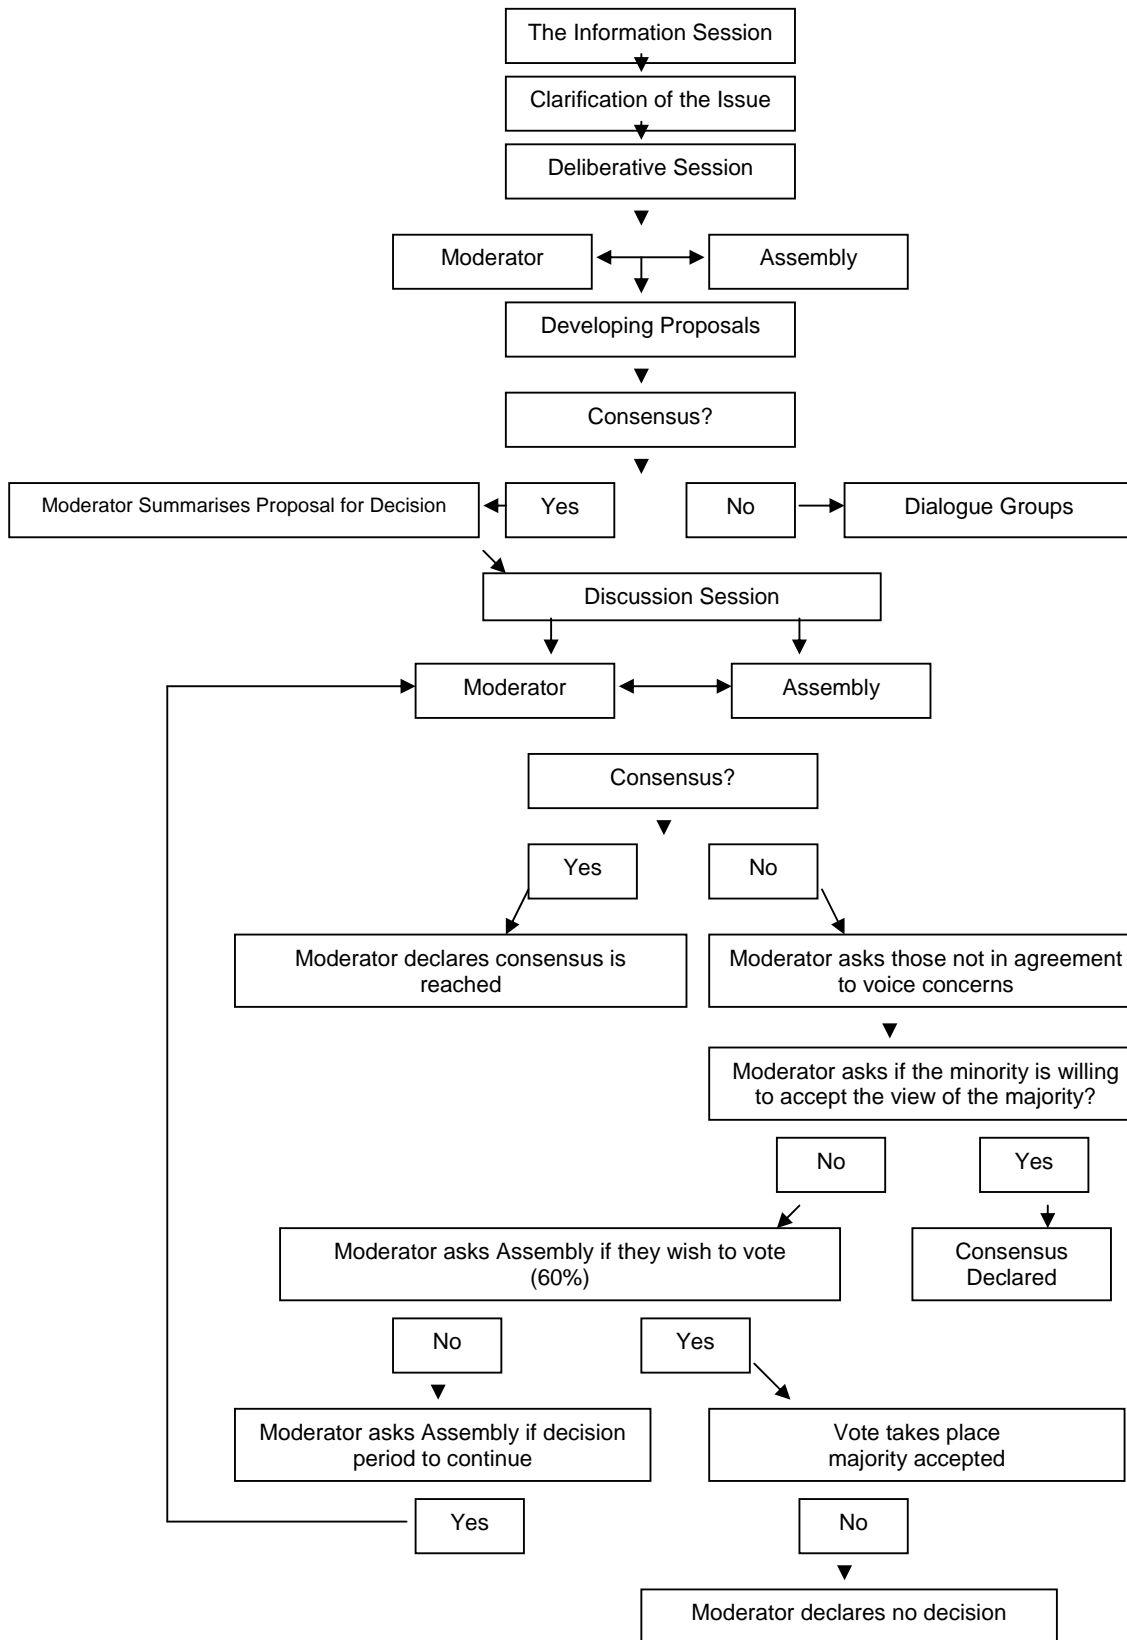 The Information Session
Clarification of the Issue
Deliberative Session
Moderator
Assembly
Developing Proposals
Consensus?
Moderator Summarises Proposal for Decision
Yes
No
Dialogue Groups
Discussion Session
Moderator
Assembly
Consensus?
Yes
No
Moderator declares consensus is
reached
Moderator asks those not in agreement
to voice concerns
Moderator asks if the minority is willing
to accept the view of the majority?
No
Yes
Moderator asks Assembly if they wish to vote
(60%)
Consensus
Declared
No
Yes
Moderator asks Assembly if decision
period to continue
Vote takes place
majority accepted
Yes
No
Moderator declares no decision